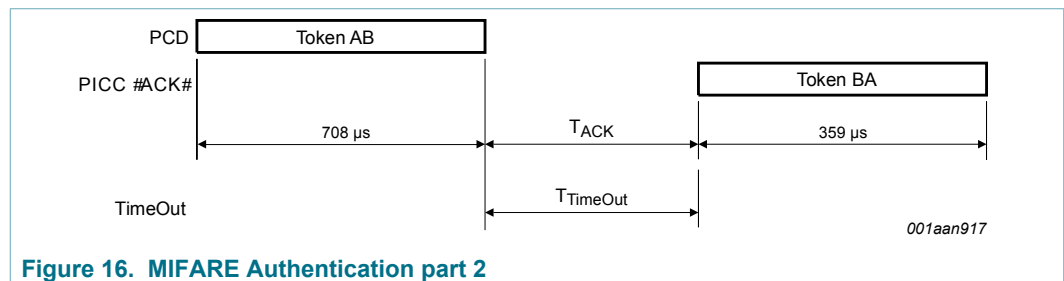 PCD Token AB
PICC #ACK# Token BA
708 µs TACK 359 µs
TimeOut TTimeOut
001aan917
Figure 16. MIFARE Authentication part 2